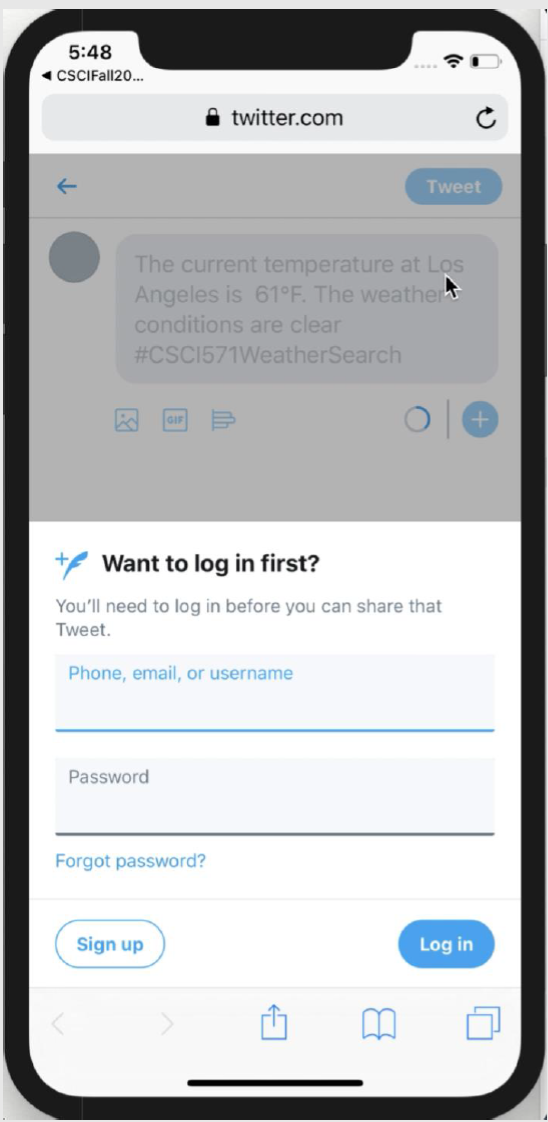 5:48
◀ CSCIFall20...
twitter.com
Tweet
The current temperature at Los
Angeles is  61°F. The weather
conditions are clear
#CSCI571WeatherSearch
GIF
Want to log in first?
You'll need to log in before you can share that
Tweet.
Phone, email, or username
Password
Forgot password?
Sign up
Log in